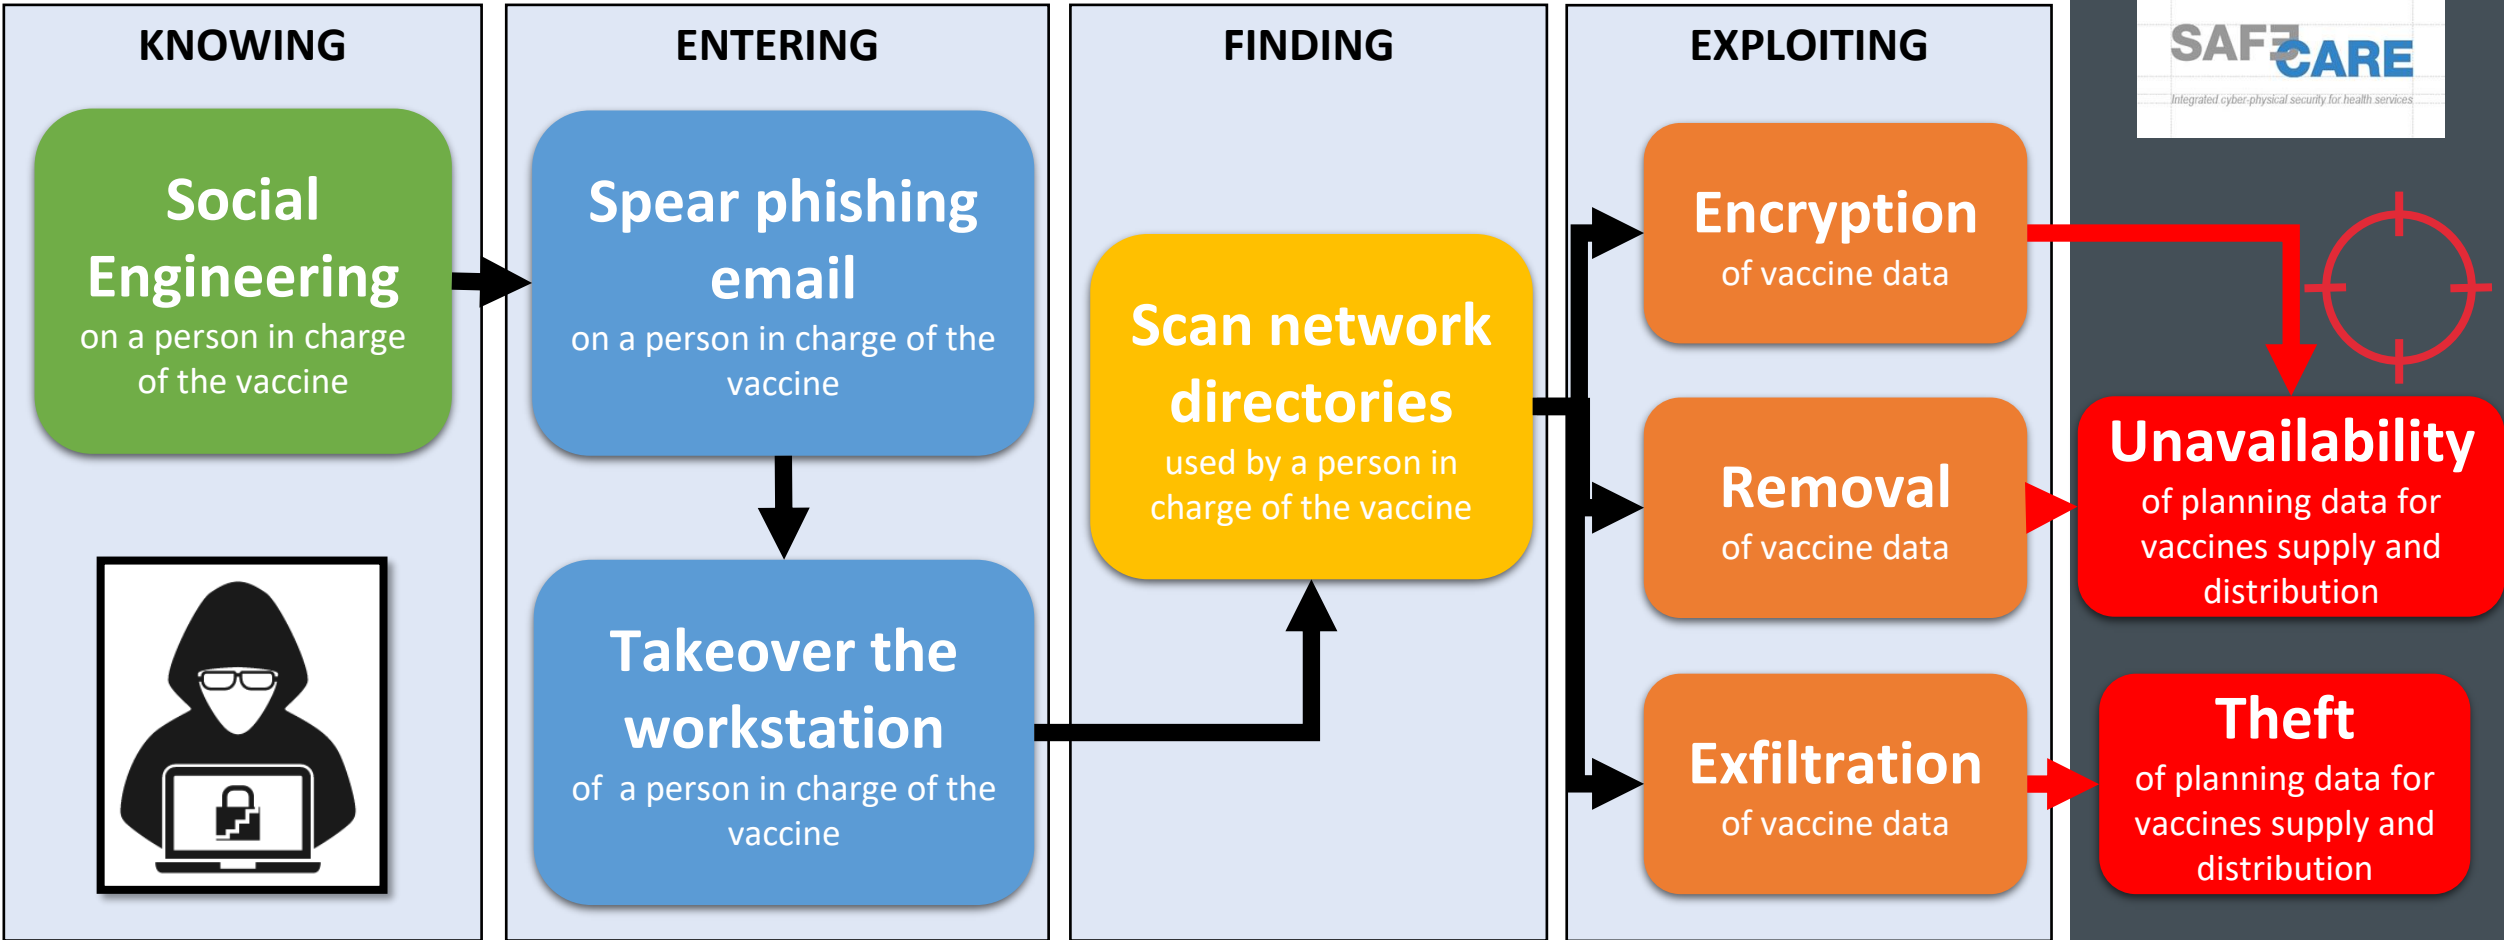 KNOWING
Social
Engineering
on a person in charge
of the vaccine
ENTERING
Spear phishing
email
on a person in charge of the
vaccine
Takeover the
workstation
of a person in charge of the
vaccine
FINDING
Scan network
directories
used by a person in
charge of the vaccine
EXPLOITING
Encryption
of vaccine data
Removal
of vaccine data
Exfiltration
of vaccine data
SAFECARE
Integrated cyber-physical security for health services
Unavailability
of planning data for
vaccines supply and
distribution
Theft
of planning data for
vaccines supply and
distribution